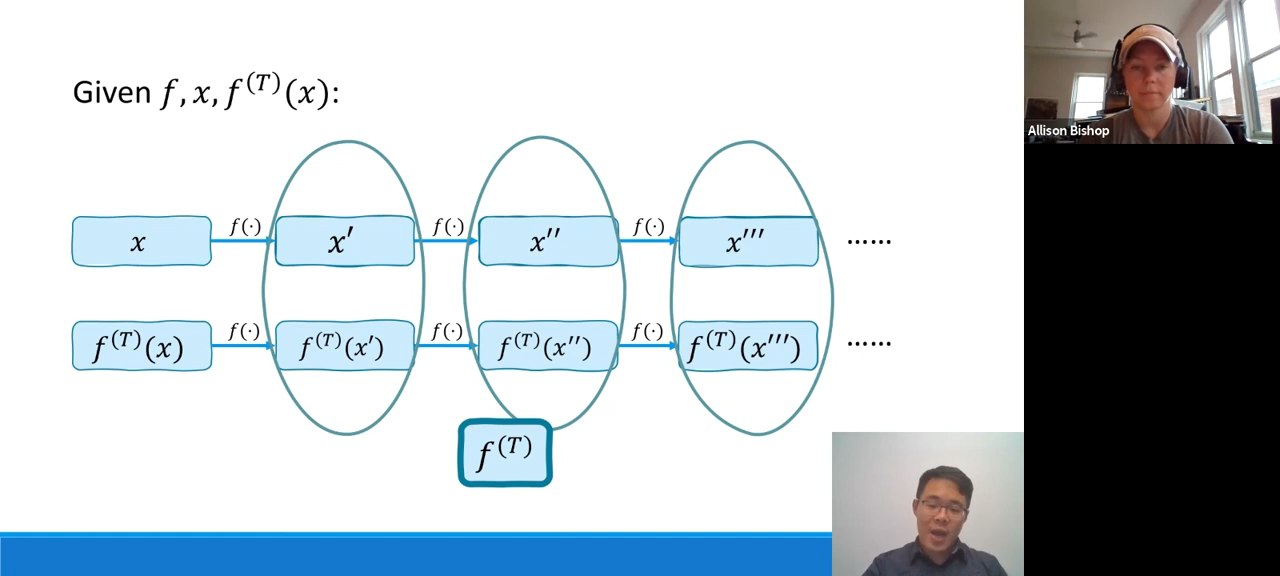 Given f, x, f^(T)(x):
x f(·) x′ f(·) x′′ f(·) x′′′ ……
f^(T)(x) f(·) f^(T)(x′) f(·) f^(T)(x′′) f(·) f^(T)(x′′′) ……
f^(T)
Allison Bishop